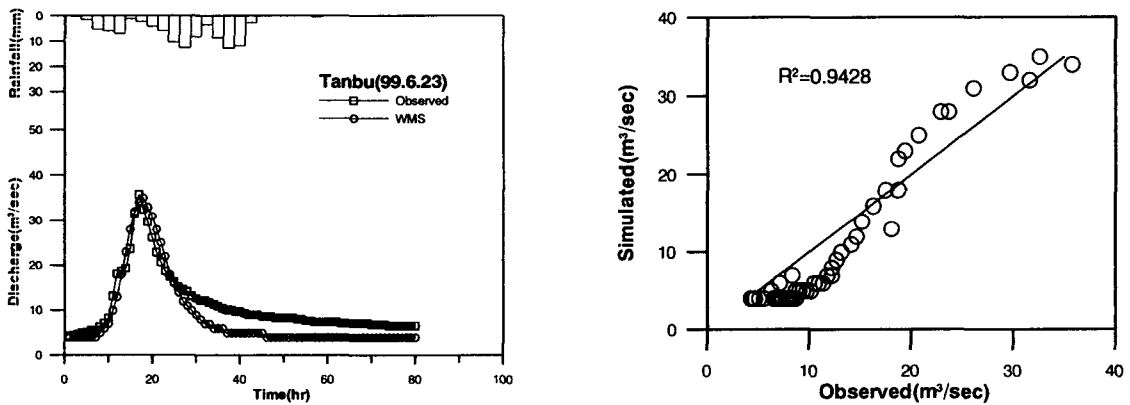 0
10
20
30
Rainfall(mm)
Tanbu(99.6.23)
Observed
WMS
50
40
30
20
10
0
Discharge(m³/sec)
0 20 40 60 80 100
Time(hr)
40
30
20
10
0
Simulated(m³/sec)
R²=0.9428
0 10 20 30 40
Observed(m³/sec)